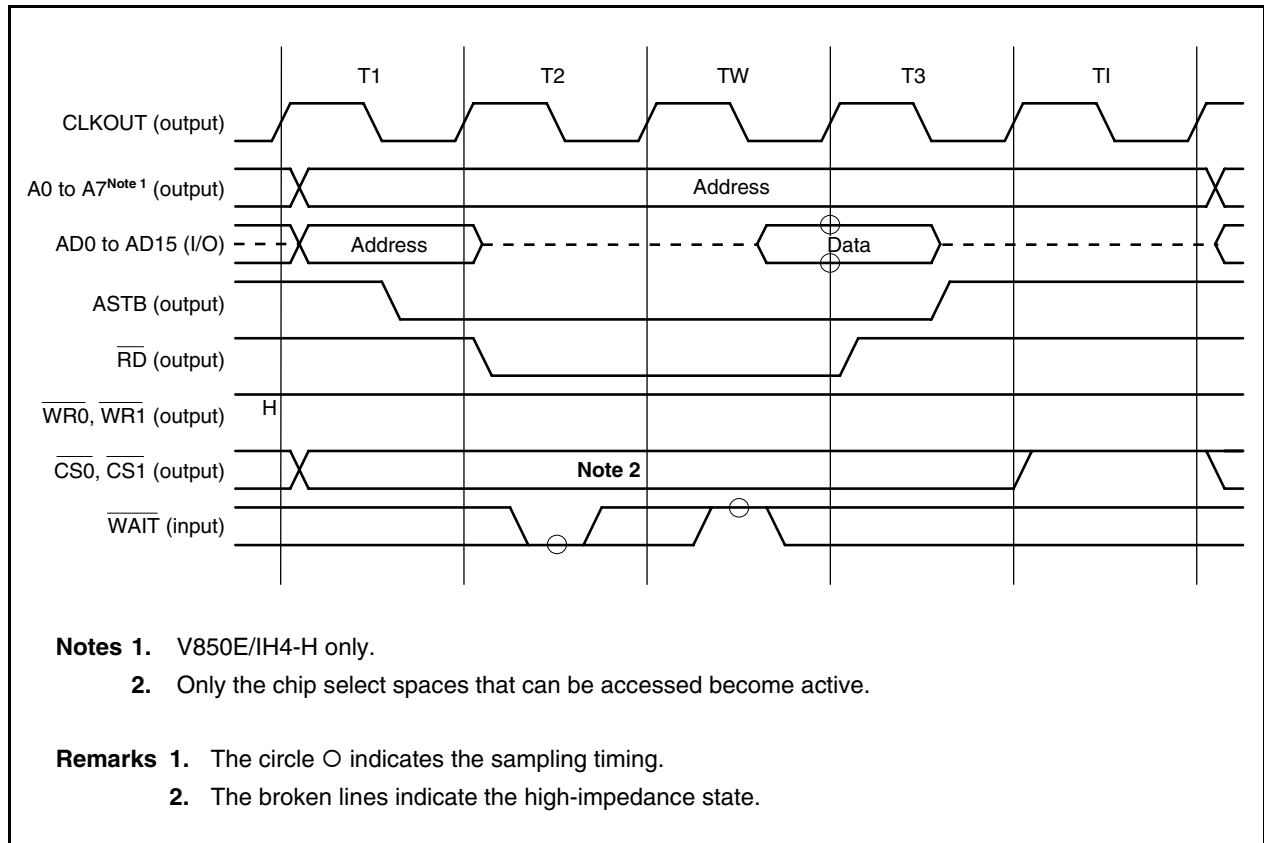 T1 T2 TW T3 TI
CLKOUT (output)
A0 to A7Note 1 (output) Address
AD0 to AD15 (I/O) Address Data
ASTB (output)
RD (output)
WR0, WR1 (output) H
CS0, CS1 (output) Note 2
WAIT (input)
Notes 1. V850E/IH4-H only.
2. Only the chip select spaces that can be accessed become active.
Remarks 1. The circle ○ indicates the sampling timing.
2. The broken lines indicate the high-impedance state.